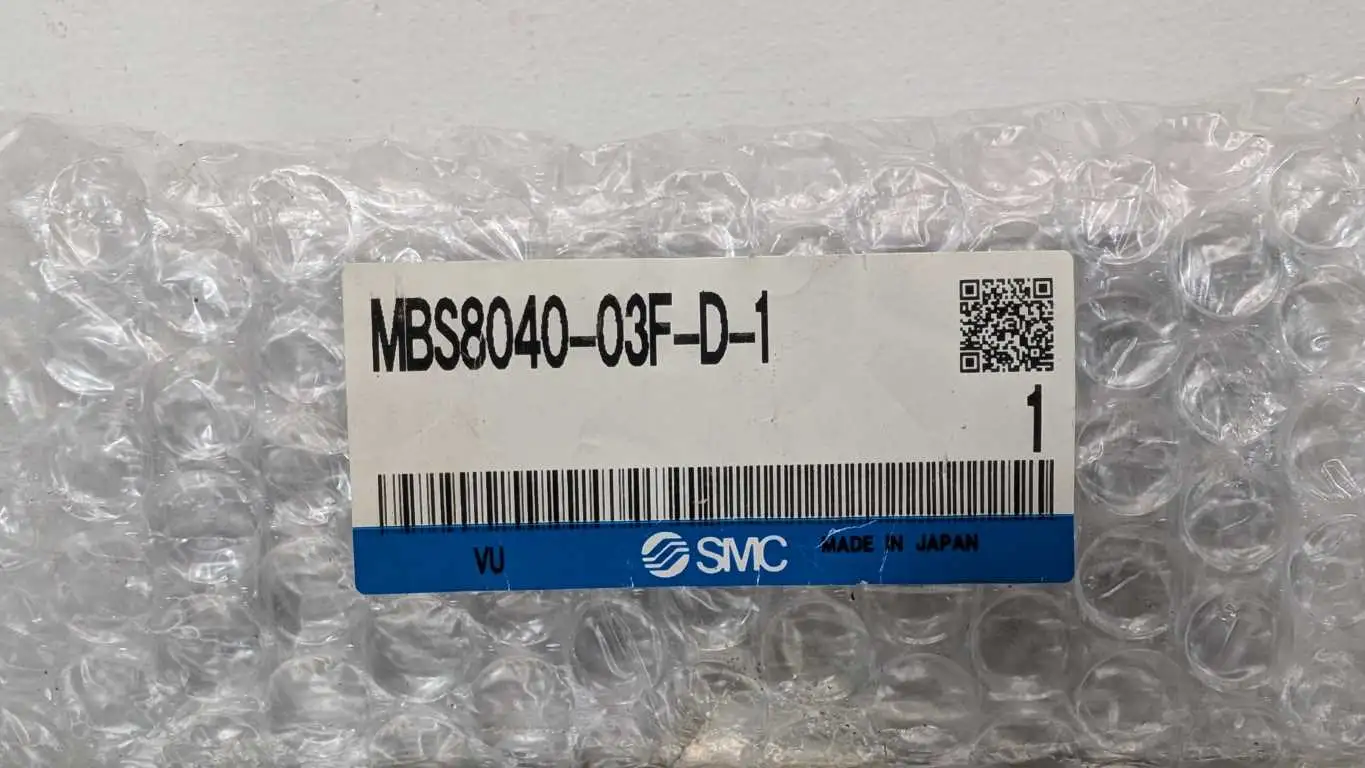 MBS8040-03F-D-1
1
VU
SMC
MADE IN JAPAN